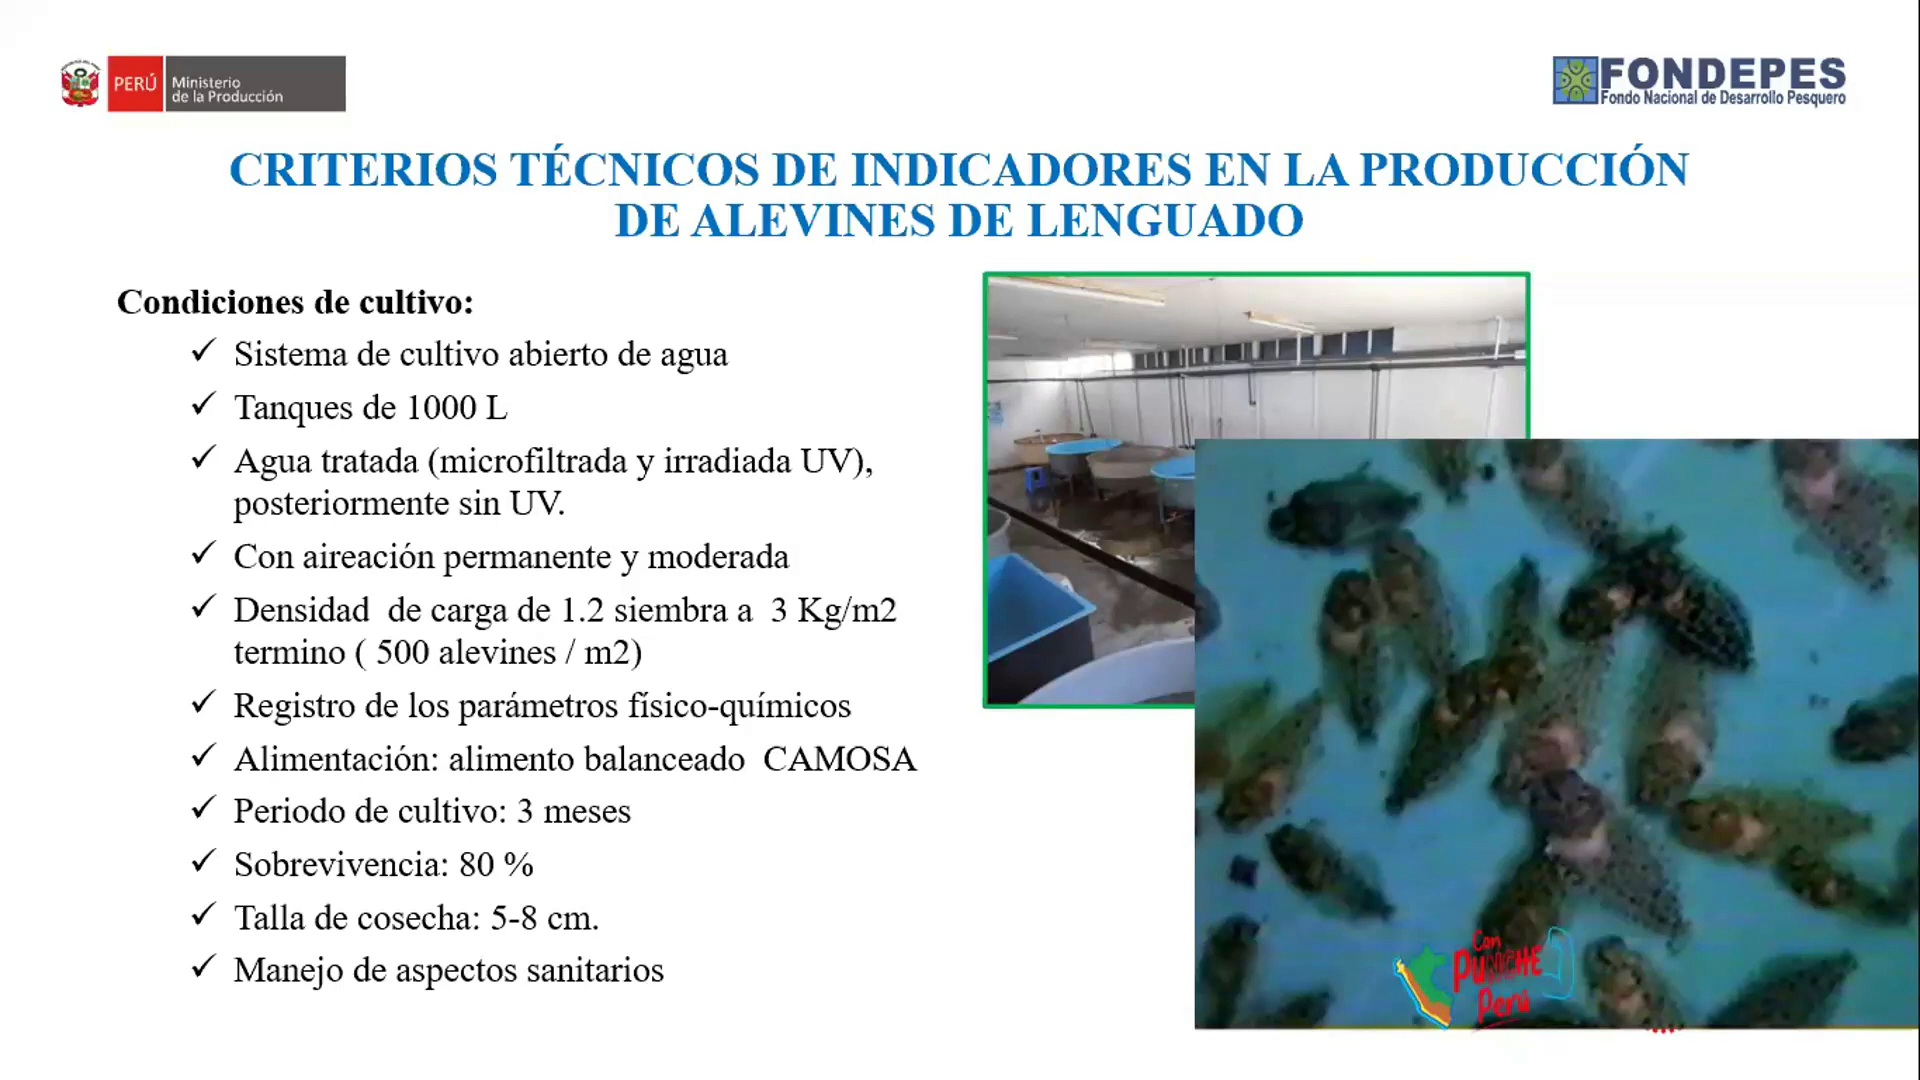 PERÚ
Ministerio
de la Producción
FONDEPES
Fondo Nacional de Desarrollo Pesquero
CRITERIOS TÉCNICOS DE INDICADORES EN LA PRODUCCIÓN
DE ALEVINES DE LENGUADO
Condiciones de cultivo:
✓ Sistema de cultivo abierto de agua
✓ Tanques de 1000 L
✓ Agua tratada (microfiltrada y irradiada UV),
posteriormente sin UV.
✓ Con aireación permanente y moderada
✓ Densidad de carga de 1.2 siembra a 3 Kg/m2
termino ( 500 alevines / m2)
✓ Registro de los parámetros físico-químicos
✓ Alimentación: alimento balanceado CAMOSA
✓ Periodo de cultivo: 3 meses
✓ Sobrevivencia: 80 %
✓ Talla de cosecha: 5-8 cm.
✓ Manejo de aspectos sanitarios
Con
PUNCHE
Perú